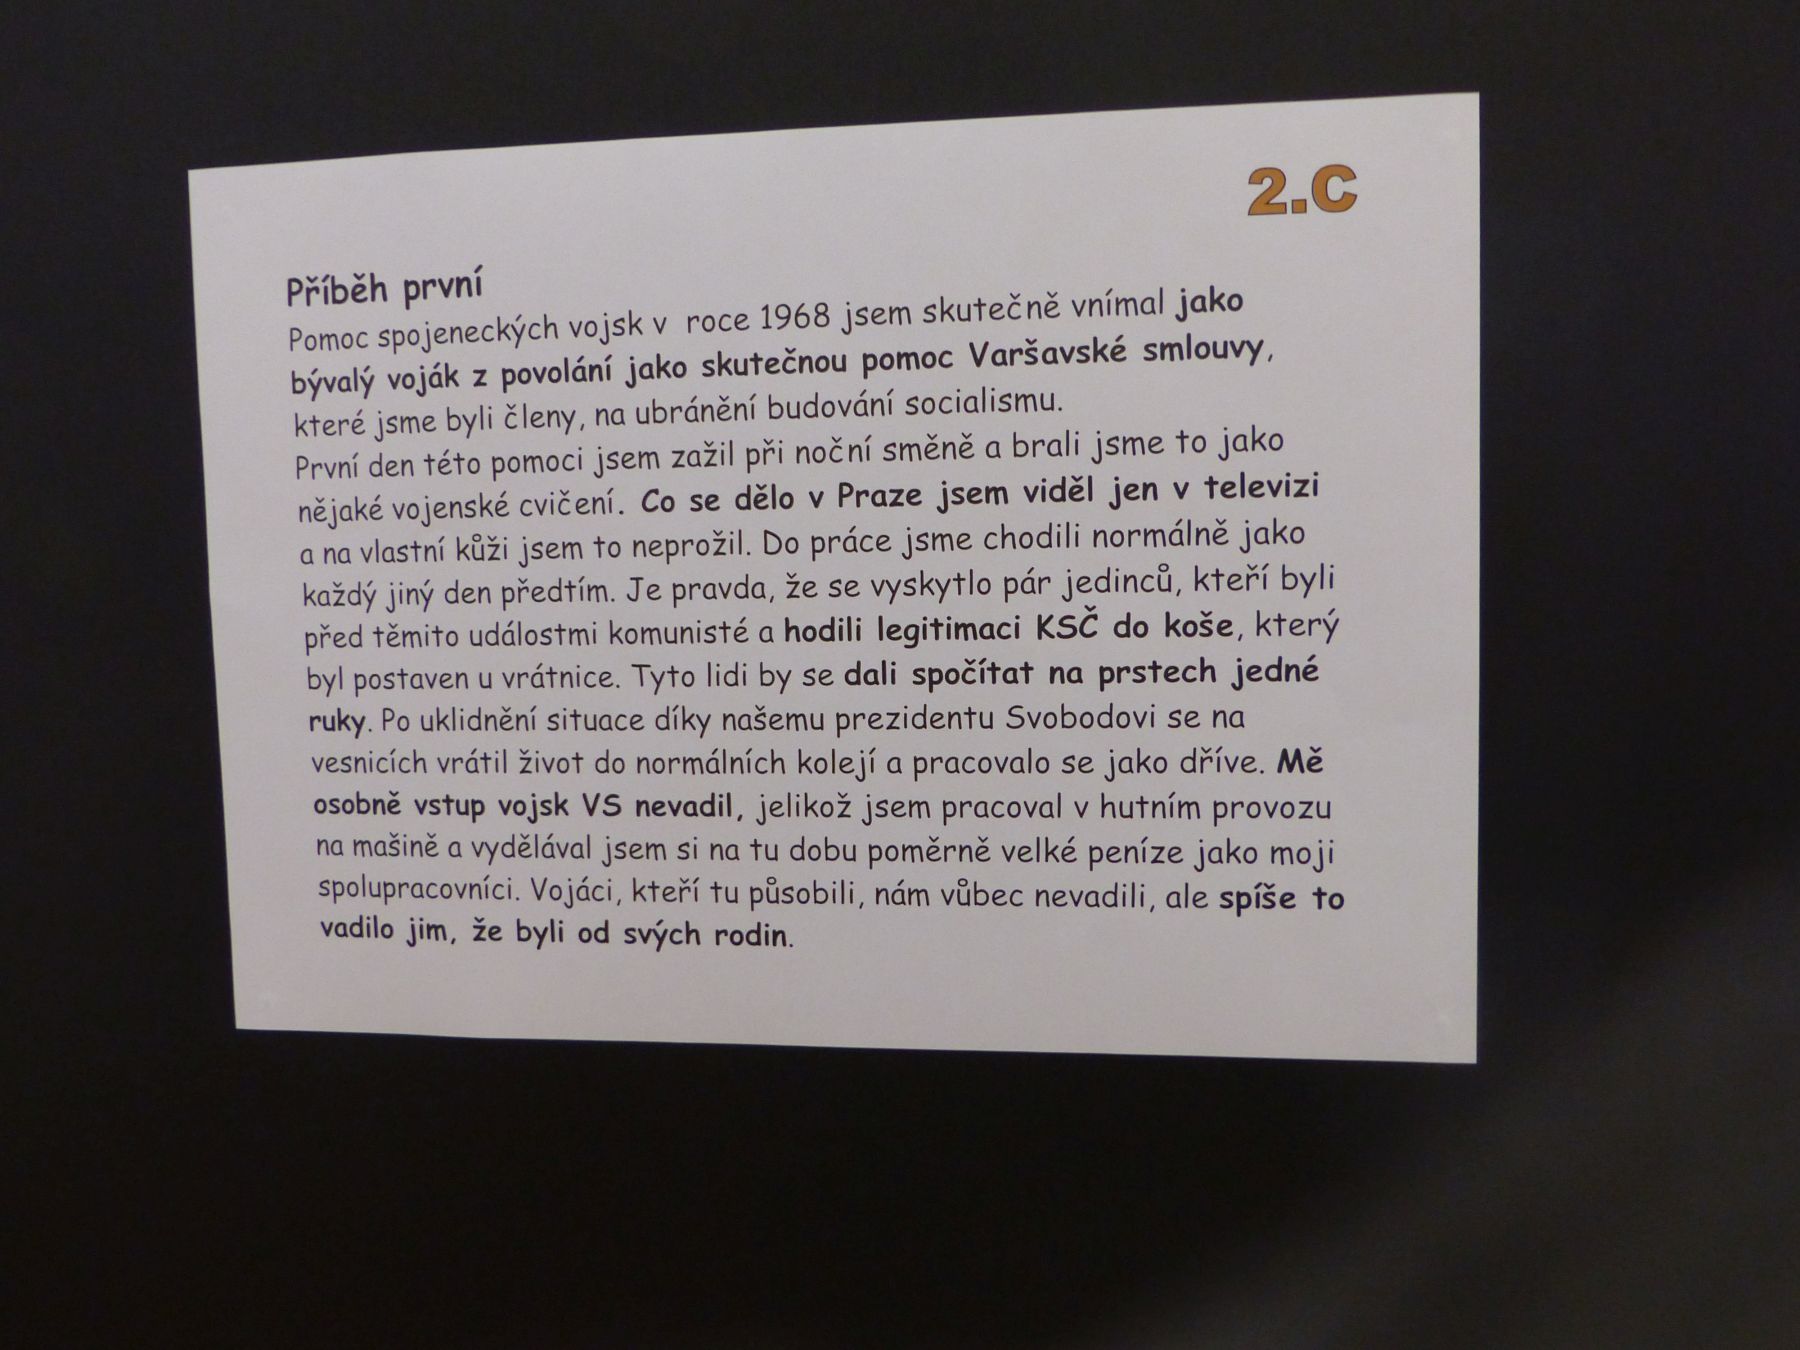 2.C
Příběh první
Pomoc spojeneckých vojsk v roce 1968 jsem skutečně vnímal jako
bývalý voják z povolání jako skutečnou pomoc Varšavské smlouvy,
které jsme byli členy, na ubránění budování socialismu.
První den této pomoci jsem zažil při noční směně a brali jsme to jako
nějaké vojenské cvičení. Co se dělo v Praze jsem viděl jen v televizi
a na vlastní kůži jsem to neprožil. Do práce jsme chodili normálně jako
každý jiný den předtím. Je pravda, že se vyskytlo pár jedinců, kteří byli
před těmito událostmi komunisté a hodili legitimaci KSČ do koše, který
byl postaven u vrátnice. Tyto lidi by se dali spočítat na prstech jedné
ruky. Po uklidnění situace díky našemu prezidentu Svobodovi se na
vesnicích vrátil život do normálních kolejí a pracovalo se jako dříve. Mě
osobně vstup vojsk VS nevadil, jelikož jsem pracoval v hutním provozu
na mašině a vydělával jsem si na tu dobu poměrně velké peníze jako moji
spolupracovníci. Vojáci, kteří tu působili, nám vůbec nevadili, ale spíše to
vadilo jim, že byli od svých rodin.